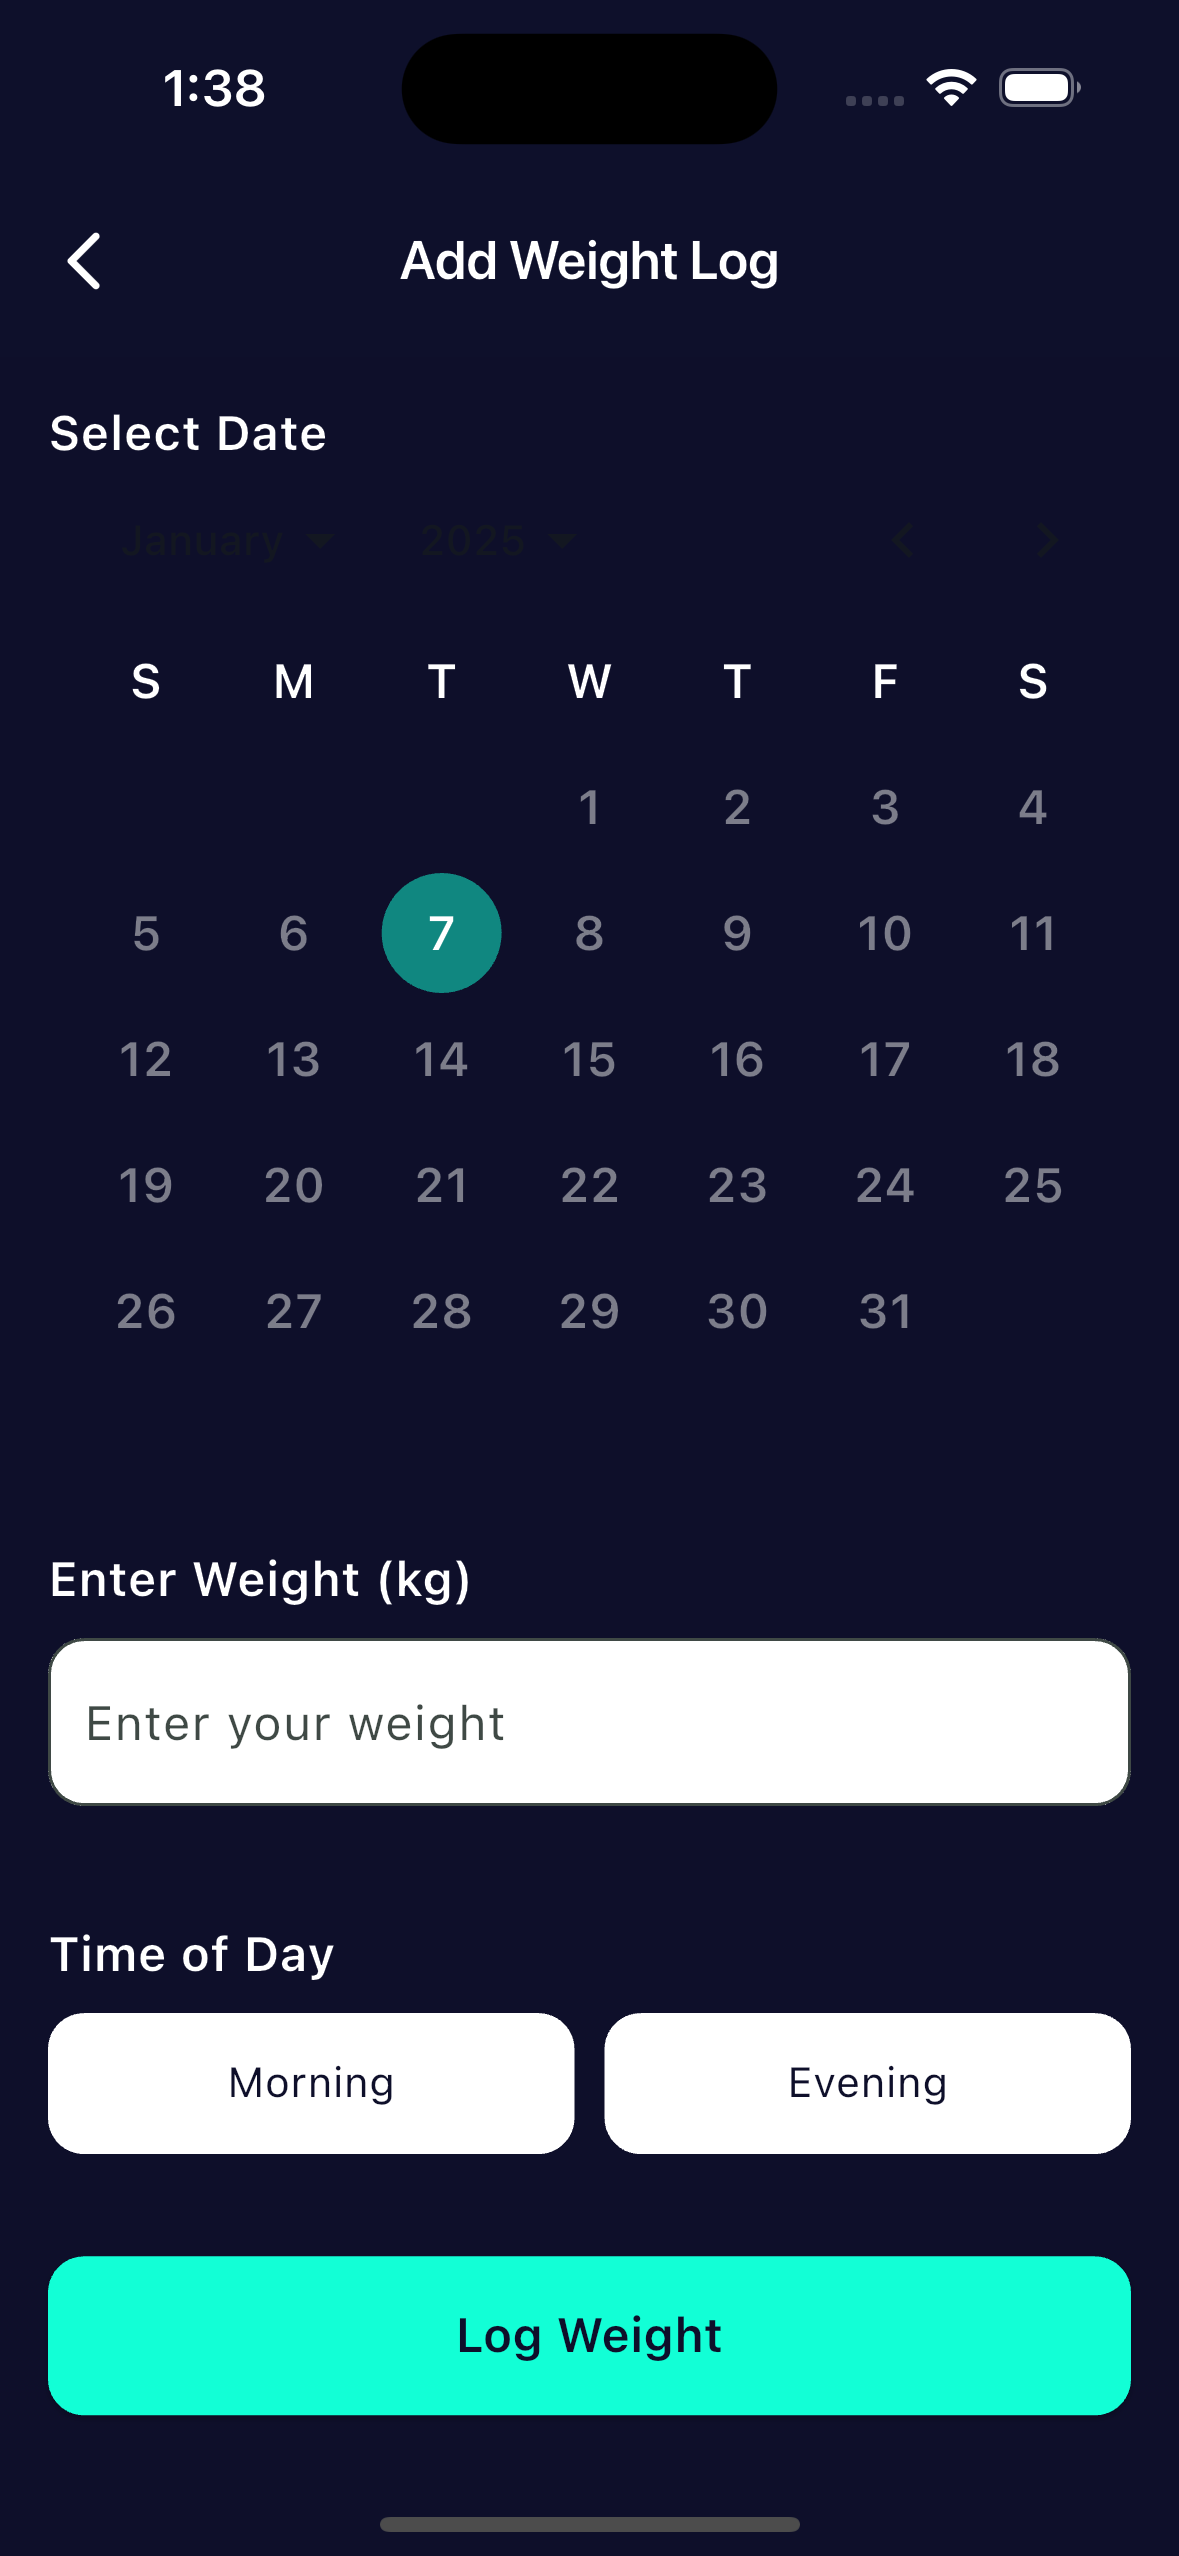 1:38
Add Weight Log
Select Date
January 2025
S M T W T F S
1 2 3 4
5 6 7 8 9 10 11
12 13 14 15 16 17 18
19 20 21 22 23 24 25
26 27 28 29 30 31
Enter Weight (kg)
Enter your weight
Time of Day
Morning Evening
Log Weight